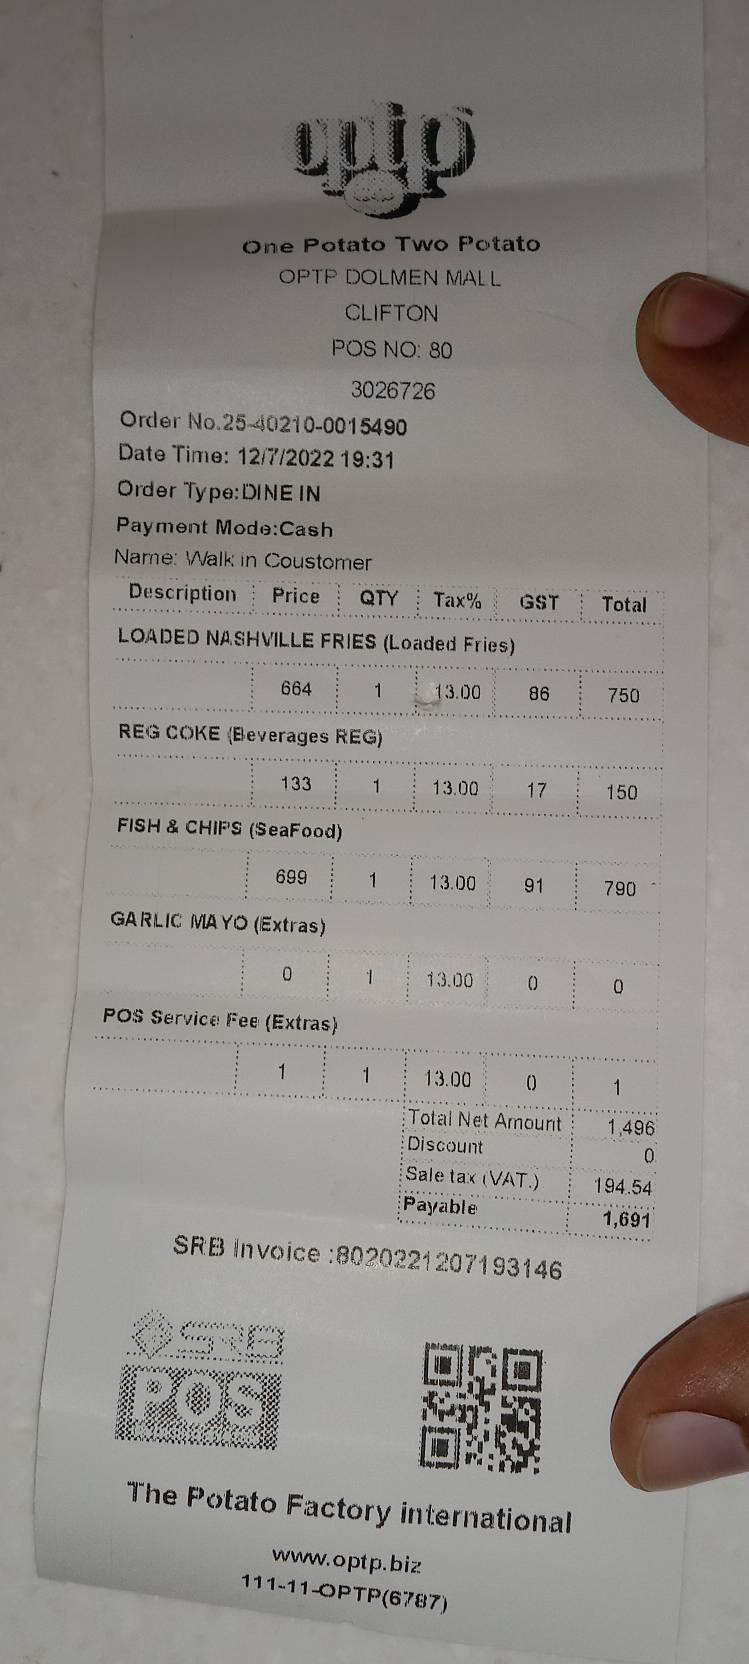 optp
One Potato Two Potato
OPTP DOLMEN MALL
CLIFTON
POS NO: 80
3026726
Order No.25-40210-0015490
Date Time: 12/7/2022 19:31
Order Type:DINE IN
Payment Mode:Cash
Name: Walk in Coustomer
Description Price QTY Tax% GST Total
LOADED NASHVILLE FRIES (Loaded Fries)
664 1 13.00 86 750
REG COKE (Beverages REG)
133 1 13.00 17 150
FISH & CHIPS (SeaFood)
699 1 13.00 91 790
GARLIC MAYO (Extras)
0 1 13.00 0 0
POS Service Fee (Extras)
1 1 13.00 0 1
Total Net Amount 1,496
Discount 0
Sale tax (VAT.) 194.54
Payable 1,691
SRB Invoice :8020221207193146
SRB
POS
The Potato Factory international
www.optp.biz
111-11-OPTP(6787)